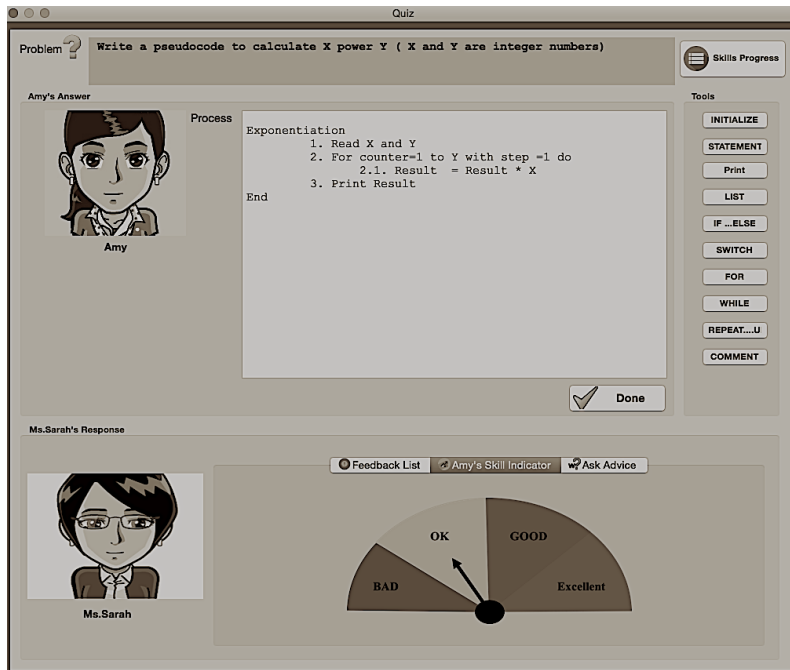 Quiz
Problem
Write a pseudocode to calculate X power Y ( X and Y are integer numbers)
Skills Progress
Amy's Answer
Tools
Amy
Process
Exponentiation
1. Read X and Y
2. For counter=1 to Y with step =1 do
2.1. Result = Result * X
3. Print Result
End
Done
INITIALIZE
STATEMENT
Print
LIST
IF ...ELSE
SWITCH
FOR
WHILE
REPEAT....U
COMMENT
Ms.Sarah's Response
Feedback List
Amy's Skill Indicator
Ask Advice
Ms.Sarah
BAD
OK
GOOD
Excellent